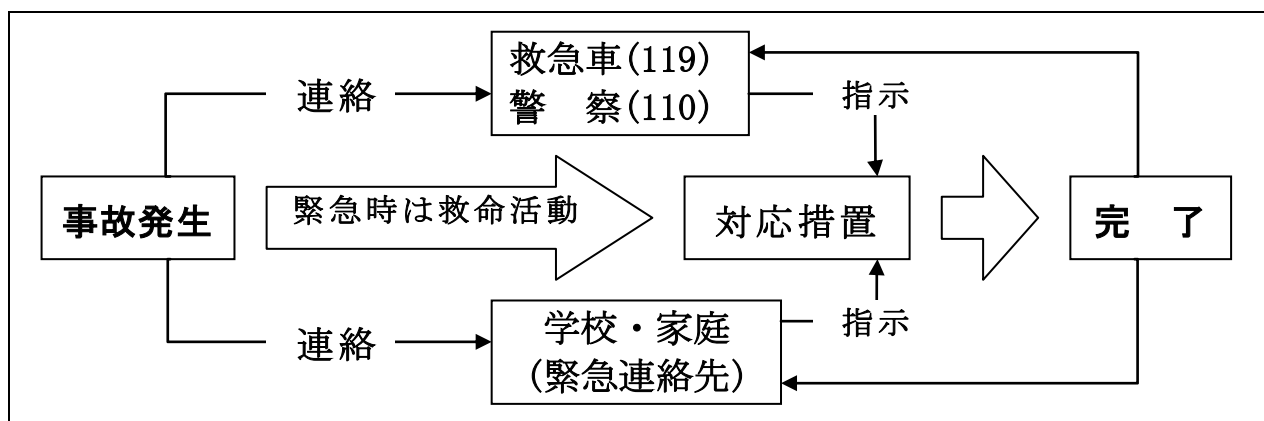 救急車(119)
警　察(110)
連絡
指示
事故発生
緊急時は救命活動
対応措置
完　了
連絡
学校・家庭
(緊急連絡先)
指示